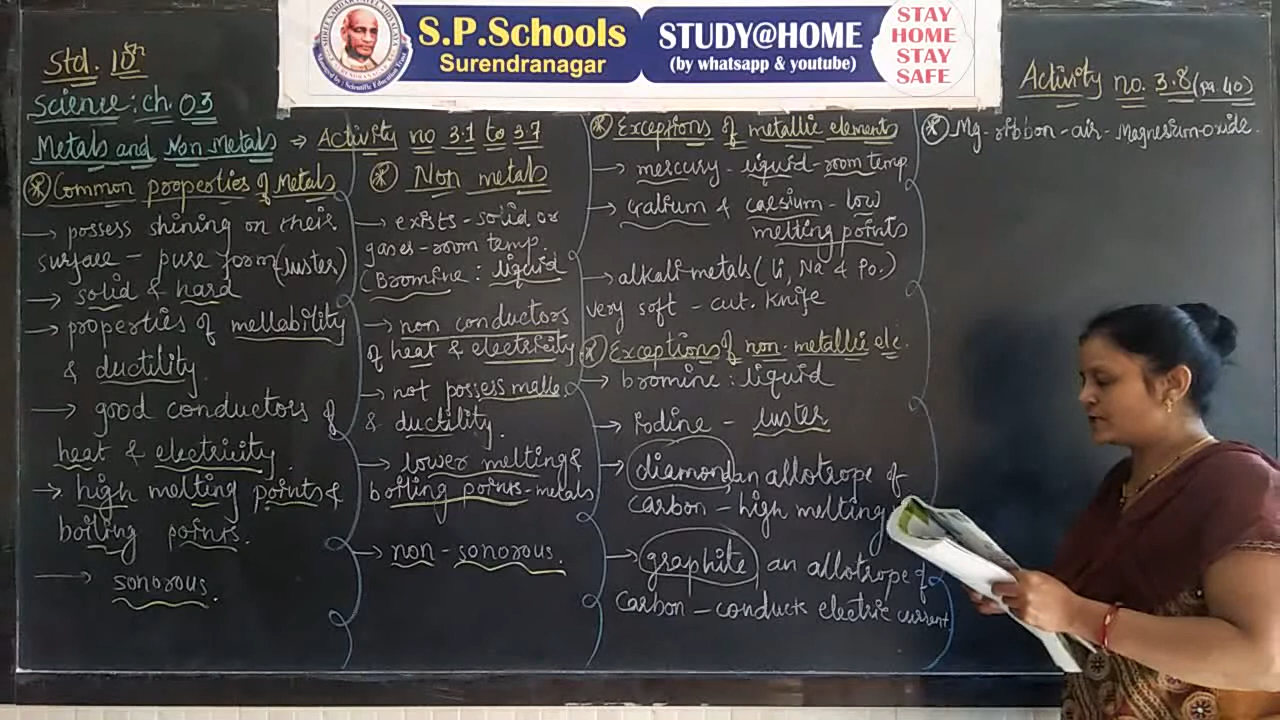 S.P.Schools
Surendranagar
STUDY@HOME
(by whatsapp & youtube)
STAY
HOME
STAY
SAFE
Std. 10th
Science: ch. 03
Metals and Non Metals → Activity no 3.1 to 3.7
Common properties of Metals
→ possess shining on their
surface - pure form (luster)
→ solid & hard
→ properties of mellability
& ductility.
→ good conductors of
heat & electricity.
→ high melting points &
boiling points.
→ sonorous.
Non metals
→ exists - solid or
gases - room temp.
(Bromine: liquid
→ non conductors
of heat & electricity
→ not possess malle.
& ductility.
→ lower melting &
boiling points - metals
→ non - sonorous.
Exceptions of metallic elements
→ mercury - liquid - room temp.
→ Galium & caesium - low
melting points
→ alkali-metals (Li, Na & Po.)
very soft - cut. knife
Exceptions of non-metallic ele.
→ bromine: liquid
→ Iodine - luster
→ diamond an allotrope of
carbon - high melting
→ graphite, an allotrope of
carbon - conducts electric current
Activity no. 3.8 (pa 40)
Mg-ribbon-air-Magnesium-oxide.